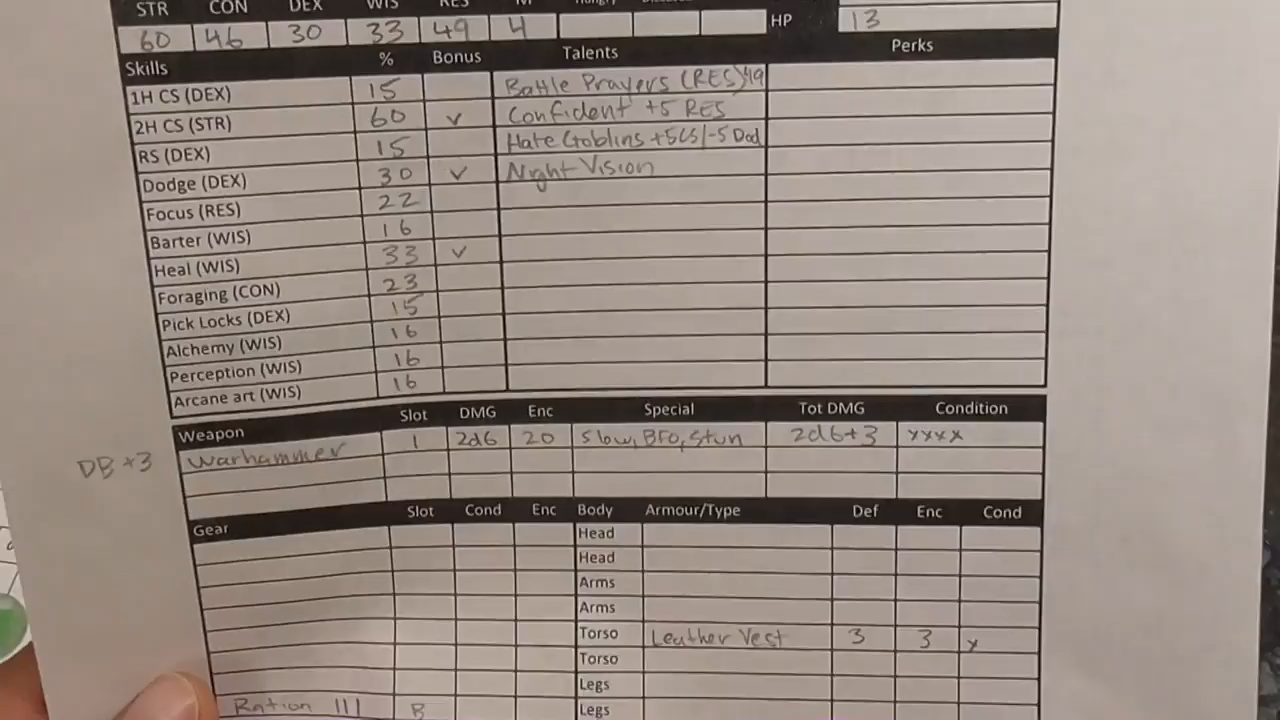 STR CON DEX WIS RES M
60 46 30 33 49 4 HP 13
Skills % Bonus Talents Perks
1H CS (DEX) 15 Battle Prayers (RES) 49
2H CS (STR) 60 ✓ Confident +5 RES
RS (DEX) 15 Hate Goblins +5CS/-5 Dod
Dodge (DEX) 30 ✓ Night Vision
Focus (RES) 22
Barter (WIS) 16
Heal (WIS) 33 ✓
Foraging (CON) 23
Pick Locks (DEX) 15
Alchemy (WIS) 16
Perception (WIS) 16
Arcane art (WIS) 16
Weapon Slot DMG Enc Special Tot DMG Condition
DB +3 Warhammer 1 2d6 20 Slow, BFO, Stun 2d6+3 xxxx
Gear Slot Cond Enc Body Armour/Type Def Enc Cond
Head
Head
Arms
Arms
Torso Leather Vest 3 3 x
Torso
Legs
Ration III B Legs